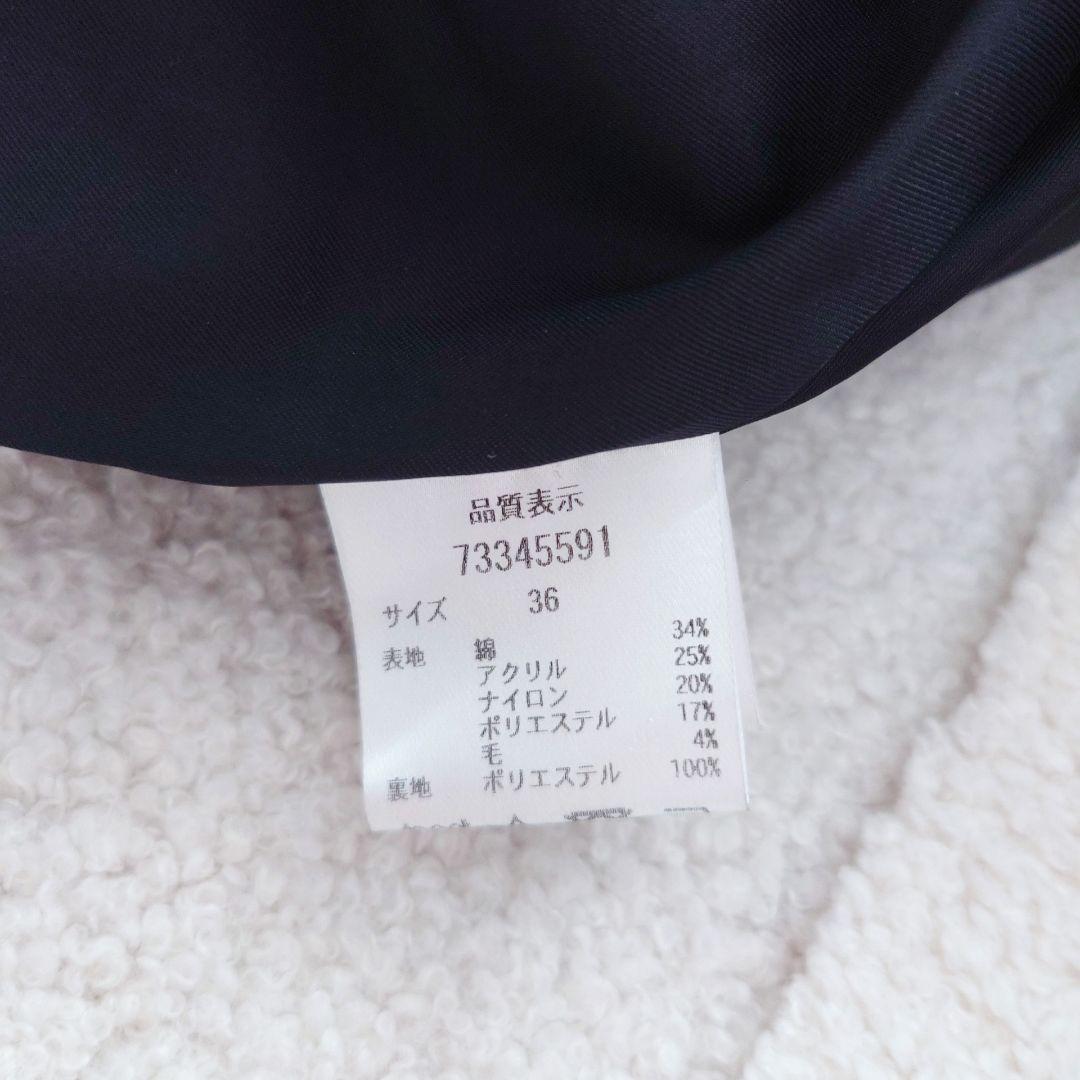 品質表示
73345591
サイズ 36
表地 綿 34%
アクリル 25%
ナイロン 20%
ポリエステル 17%
毛 4%
裏地 ポリエステル 100%